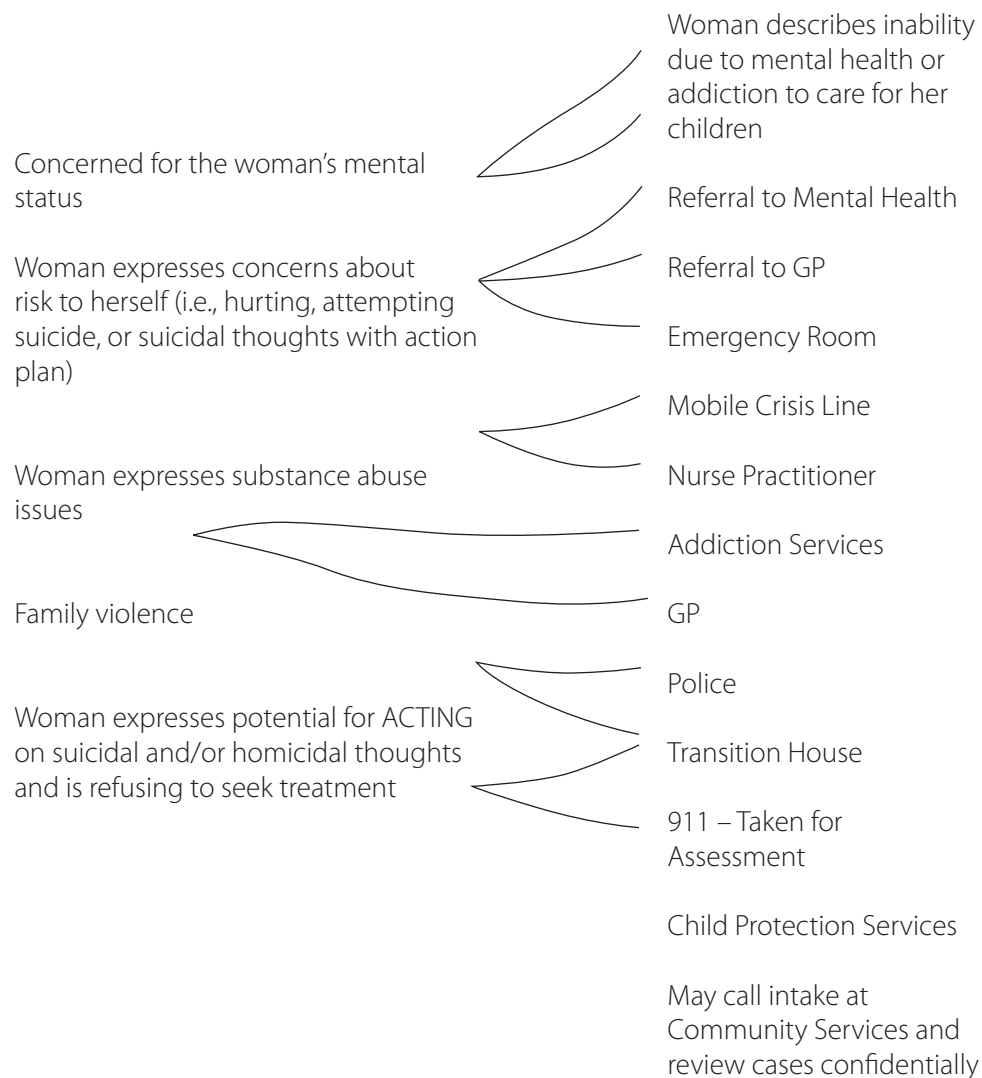 Woman describes inability
due to mental health or
addiction to care for her
children
Concerned for the woman's mental
status
Referral to Mental Health
Woman expresses concerns about
risk to herself (i.e., hurting, attempting
suicide, or suicidal thoughts with action
plan)
Referral to GP
Emergency Room
Mobile Crisis Line
Woman expresses substance abuse
issues
Nurse Practitioner
Addiction Services
Family violence
GP
Police
Woman expresses potential for ACTING
on suicidal and/or homicidal thoughts
and is refusing to seek treatment
Transition House
911 – Taken for
Assessment
Child Protection Services
May call intake at
Community Services and
review cases confidentially